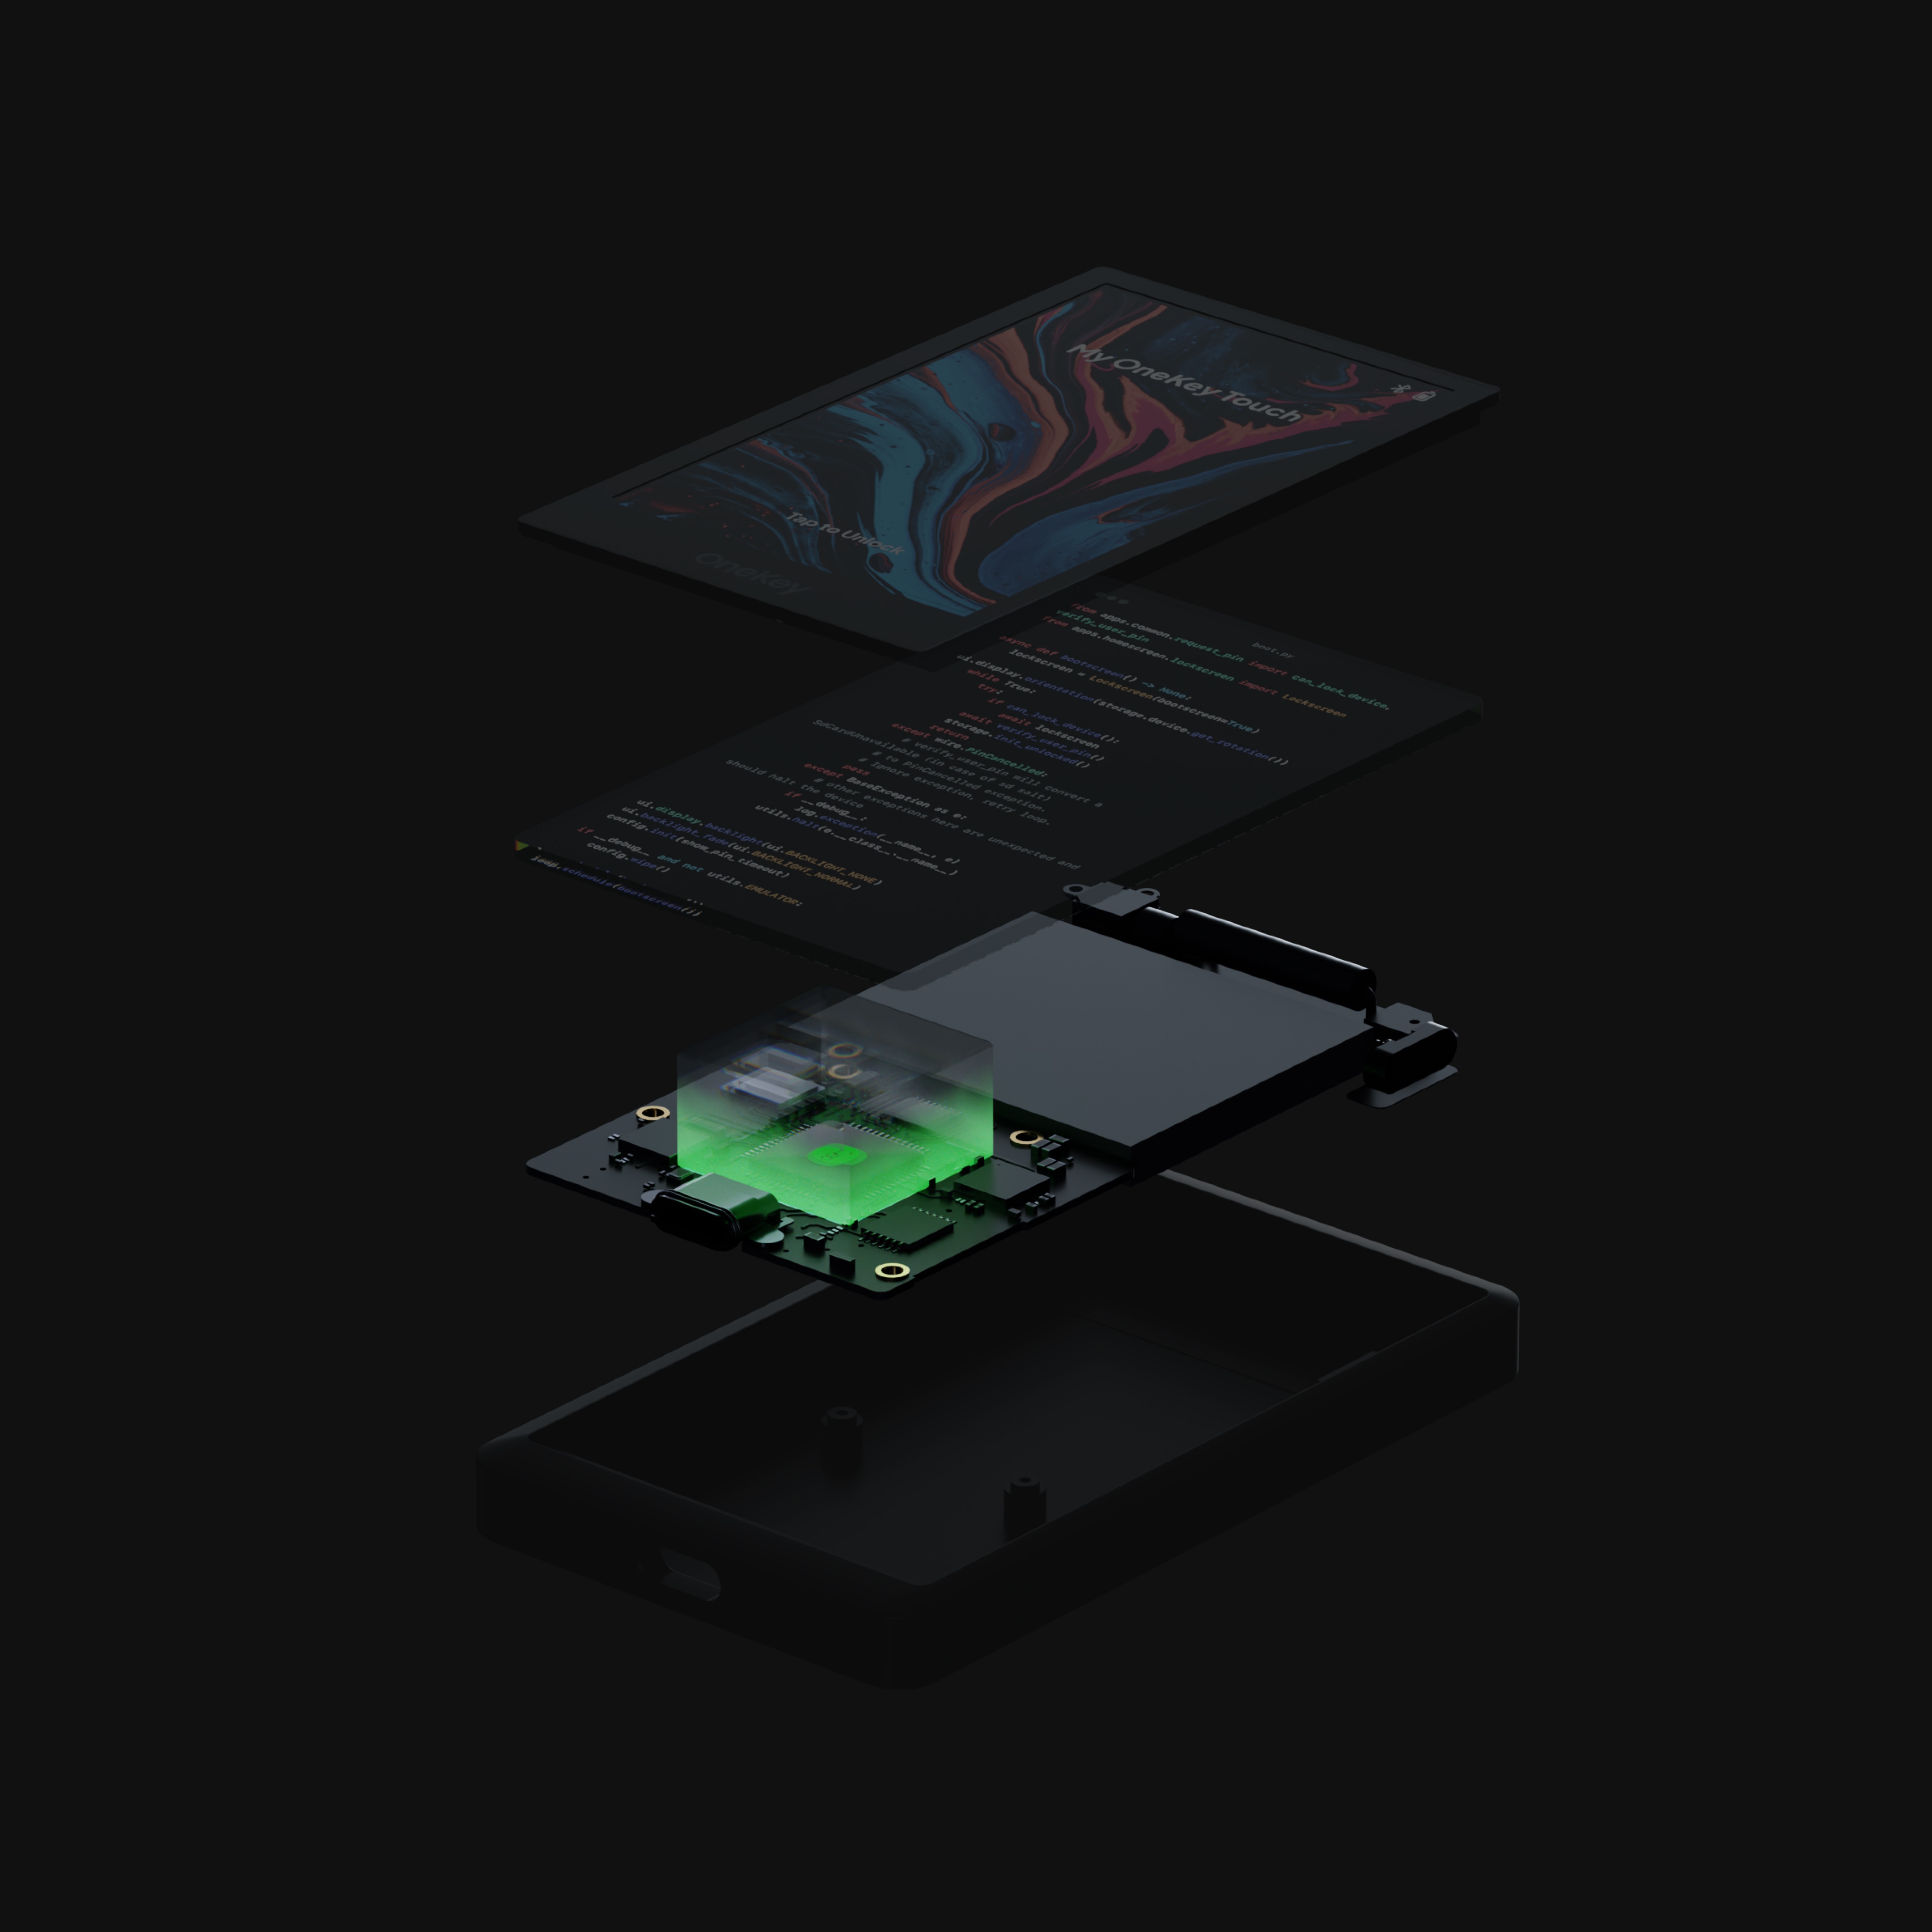 My OneKey Touch
Tap to Unlock
OneKey
boot.py
from apps.common.request_pin import can_lock_device,
verify_user_pin
from apps.homescreen.lockscreen import Lockscreen
async def bootscreen() -> None:
lockscreen = Lockscreen(bootscreen=True)
ui.display.orientation(storage.device.get_rotation())
while True:
try:
if can_lock_device():
await lockscreen
await verify_user_pin()
storage.init_unlocked()
return
except wire.PinCancelled:
# verify_user_pin will convert a
SdCardUnavailable (in case of sd salt)
# to PinCancelled exception.
# Ignore exception, retry loop.
pass
except BaseException as e:
# other exceptions here are unexpected and
should halt the device
if __debug__:
log.exception(__name__, e)
utils.halt(e.__class__.__name__)
ui.display.backlight(ui.BACKLIGHT_NONE)
ui.backlight_fade(ui.BACKLIGHT_NORMAL)
config.init(show_pin_timeout)
if __debug__ and not utils.EMULATOR:
config.wipe()
loop.schedule(bootscreen())